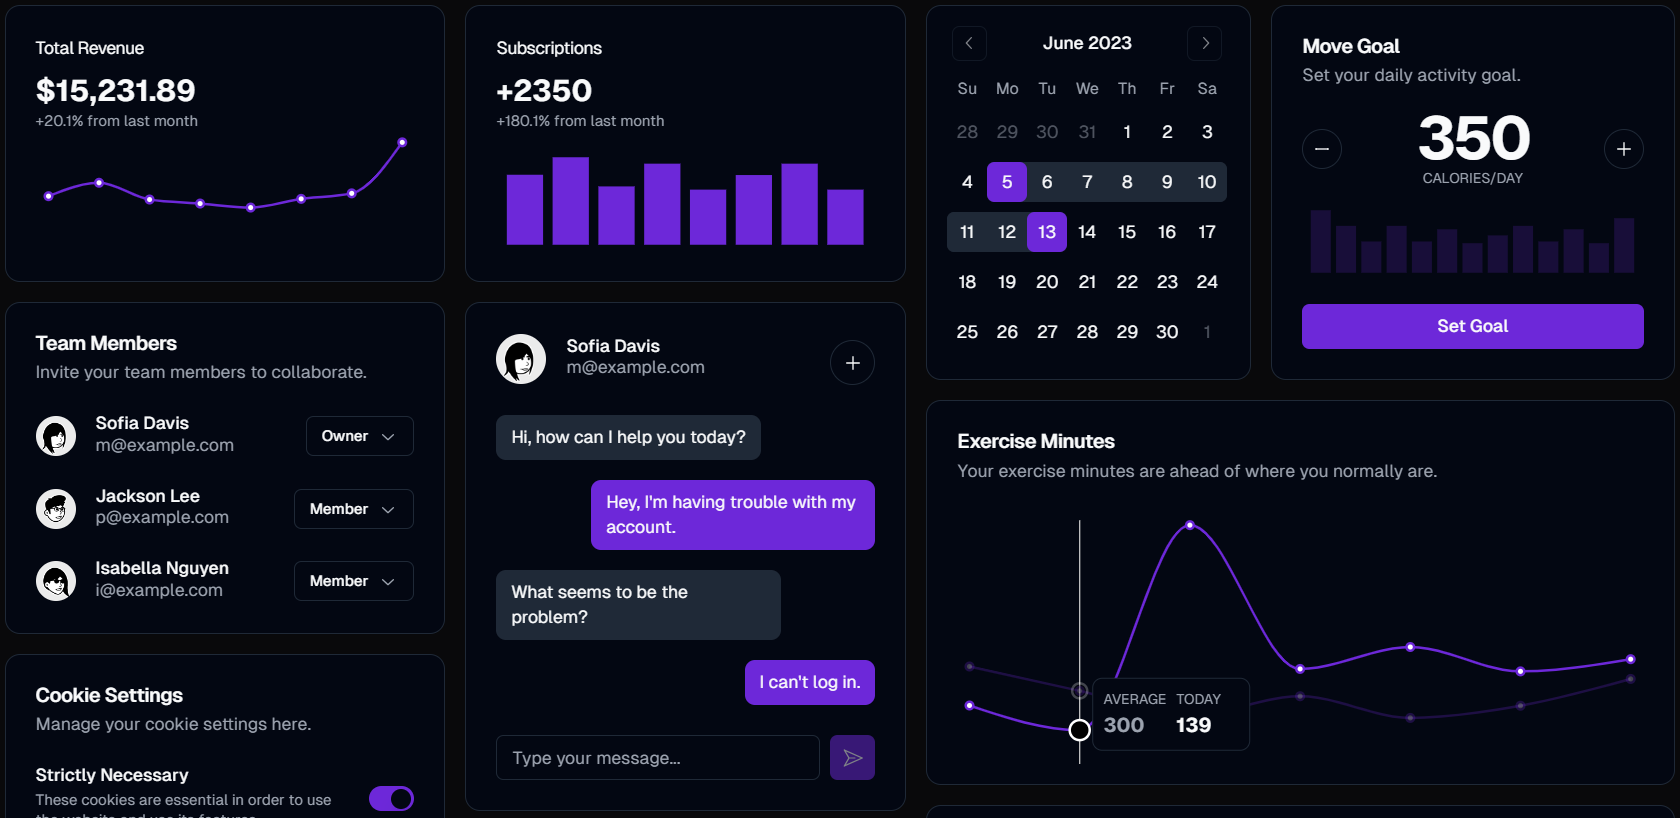 Total Revenue
$15,231.89
+20.1% from last month
Subscriptions
+2350
+180.1% from last month
June 2023
Su Mo Tu We Th Fr Sa
28 29 30 31 1 2 3
4 5 6 7 8 9 10
11 12 13 14 15 16 17
18 19 20 21 22 23 24
25 26 27 28 29 30 1
Move Goal
Set your daily activity goal.
350
CALORIES/DAY
Set Goal
Team Members
Invite your team members to collaborate.
Sofia Davis
m@example.com
Owner
Jackson Lee
p@example.com
Member
Isabella Nguyen
i@example.com
Member
Sofia Davis
m@example.com
Hi, how can I help you today?
Hey, I'm having trouble with my
account.
What seems to be the
problem?
I can't log in.
Type your message...
Exercise Minutes
Your exercise minutes are ahead of where you normally are.
AVERAGE TODAY
300 139
Cookie Settings
Manage your cookie settings here.
Strictly Necessary
These cookies are essential in order to use